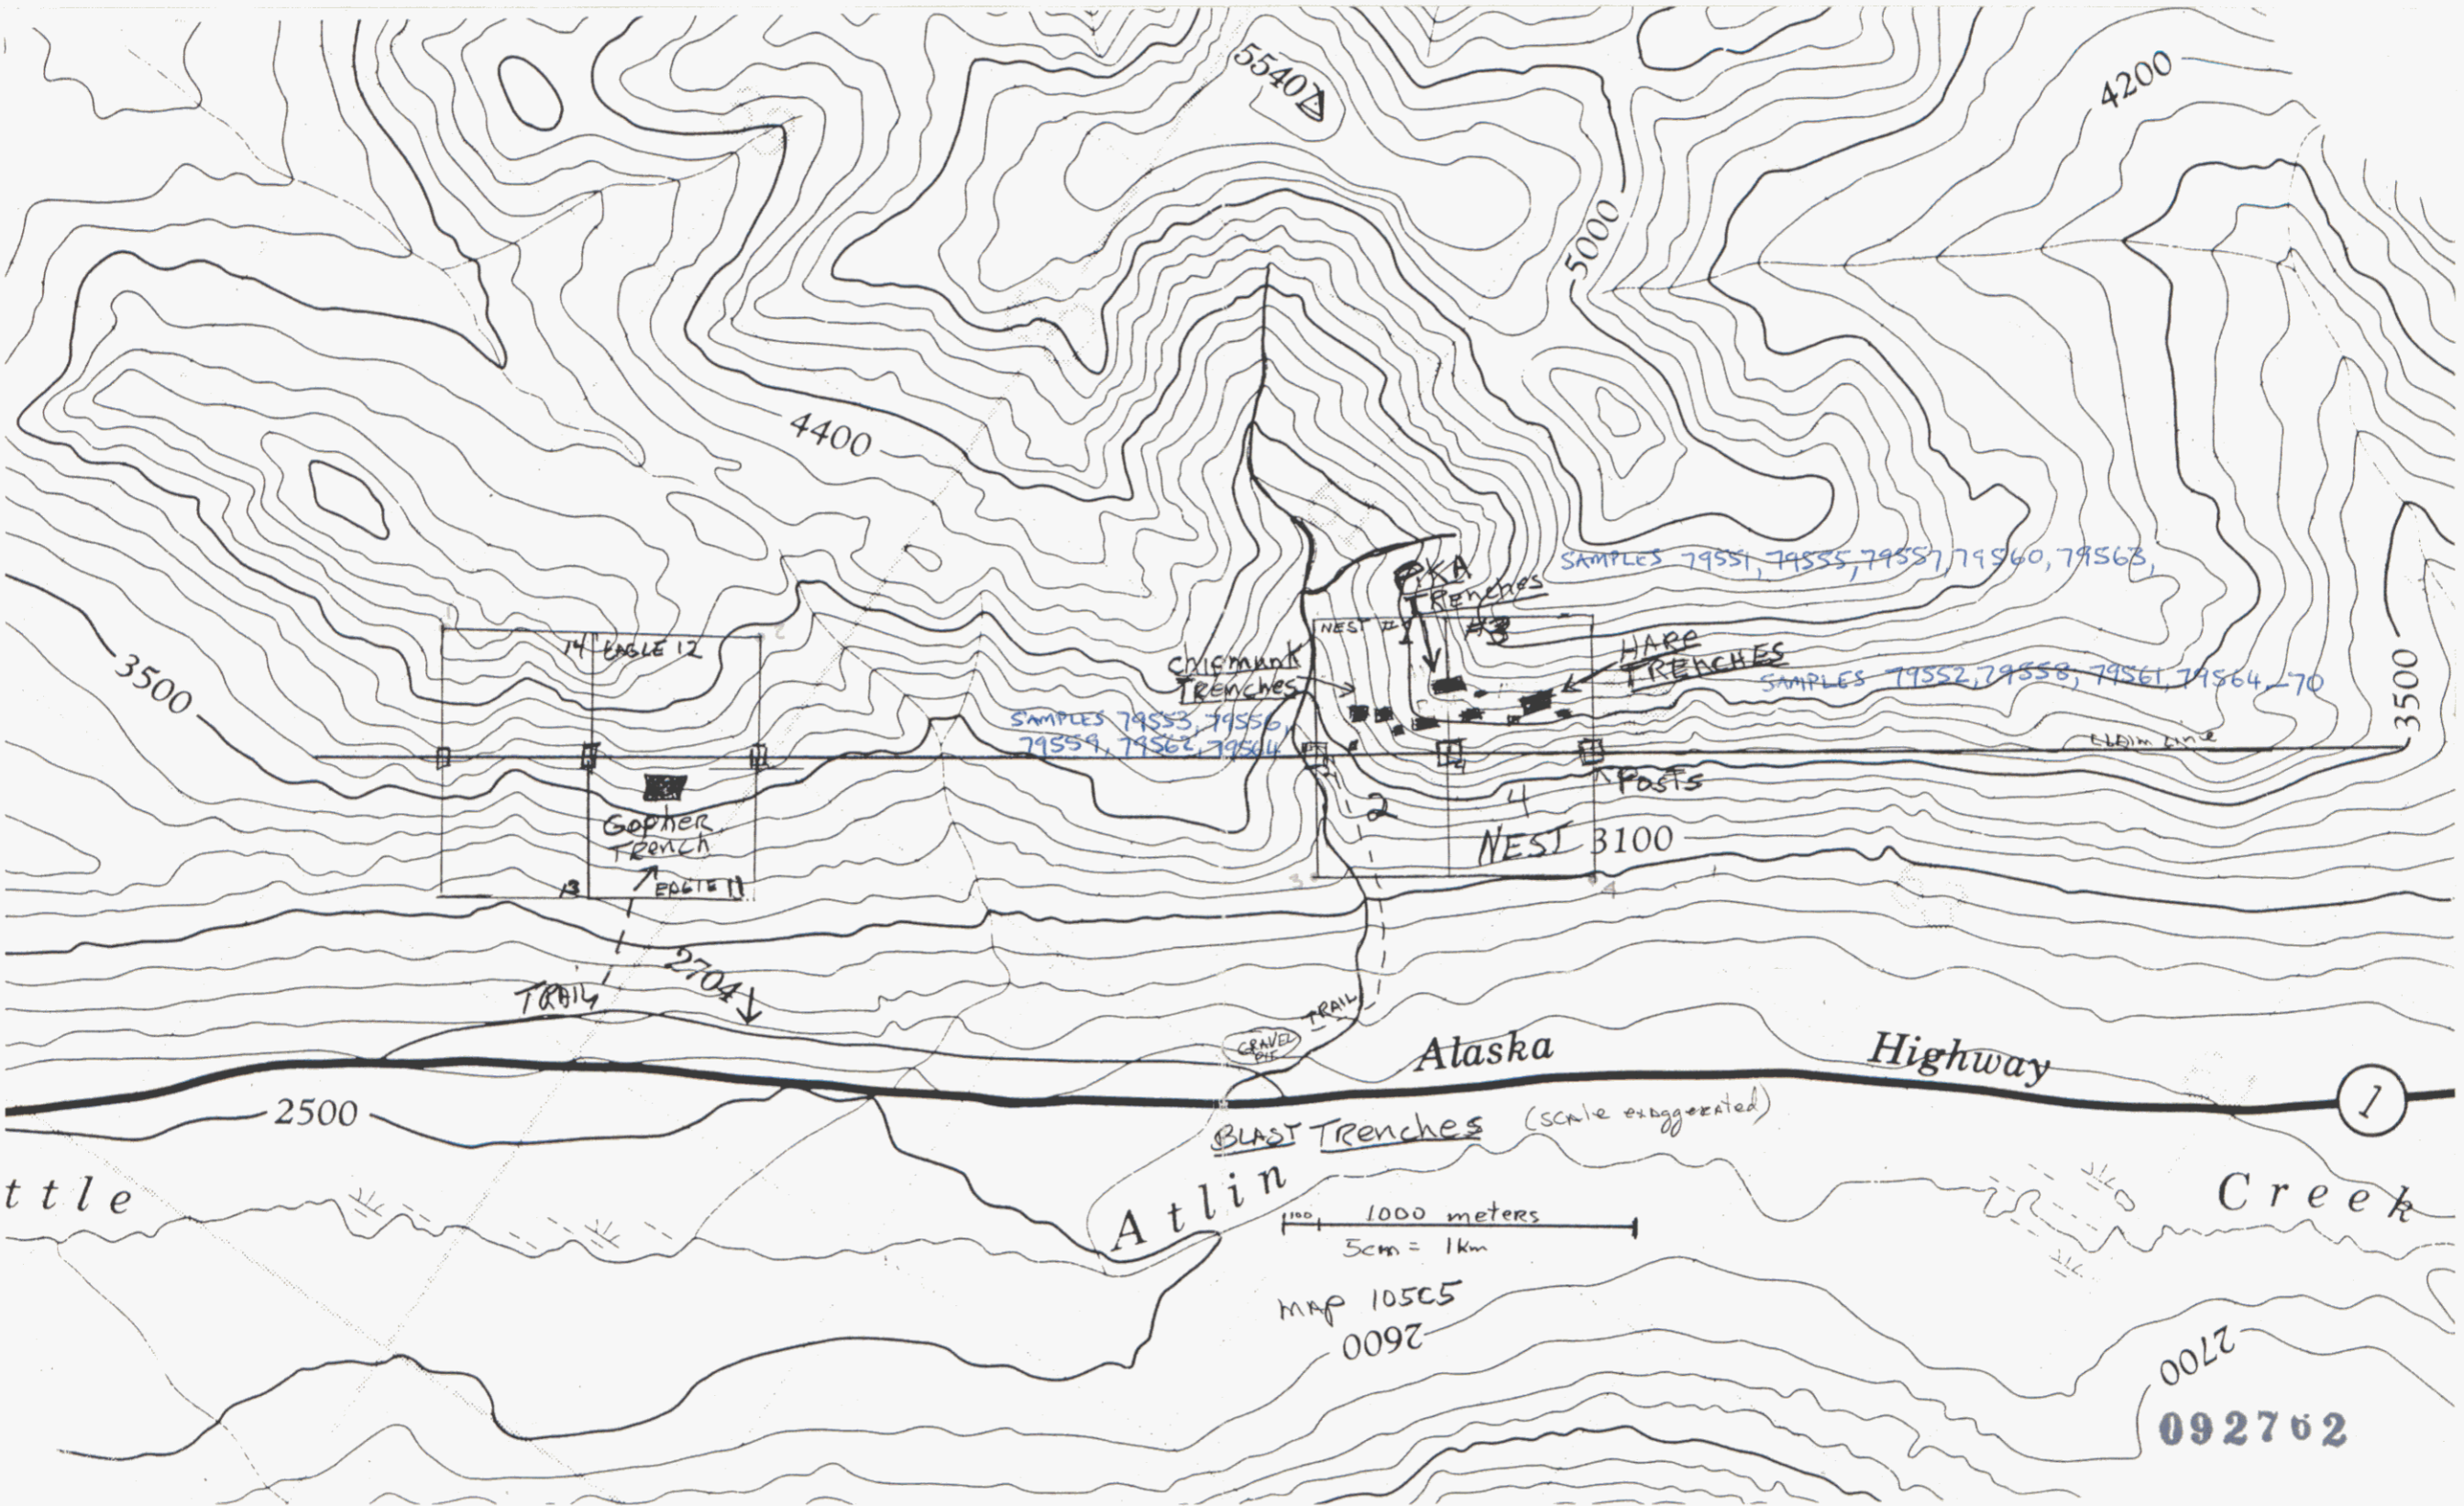 5540
4200
5000
4400
SAMPLES 79551, 79555, 79557, 79560, 79563,
PIKA
Trenches
NEST #1
#3
HARE
TRENCHES
SAMPLES 79552, 79558, 79561, 79564-70
14 EAGLE 12
3500
chipmunk
Trenches
SAMPLES 79553, 79556,
79559, 79562, 79564
3500
claim line
Posts
2
4
NEST
3100
Gopher
Trench
13
EAGLE 11
3
4
2704
TRAIL
TRAIL
GRAVEL
PIT
Alaska Highway
1
2500
BLAST Trenches (scale exaggerated)
ttle
Atlin
Creek
100
1000 meters
5cm = 1km
MAP 105C5
2600
2700
092762